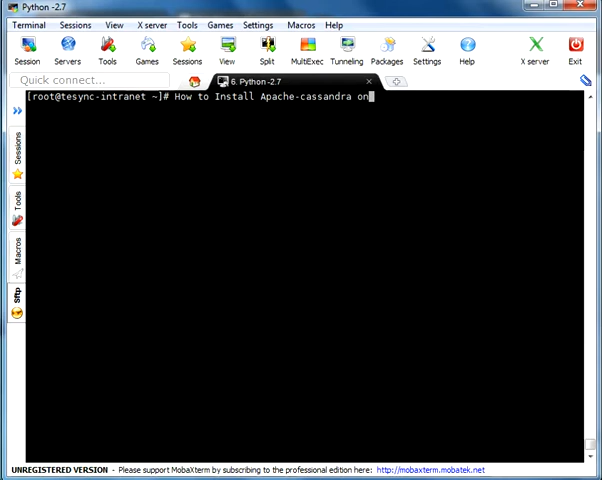 Python -2.7
Terminal Sessions View X server Tools Games Settings Macros Help
Session Servers Tools Games Sessions View Split MultiExec Tunneling Packages Settings Help X server Exit
Quick connect...
6. Python -2.7
[root@tesync-intranet ~]# How to Install Apache-cassandra on
Sessions
Tools
Macros
Sftp
UNREGISTERED VERSION - Please support MobaXterm by subscribing to the professional edition here: http://mobaxterm.mobatek.net